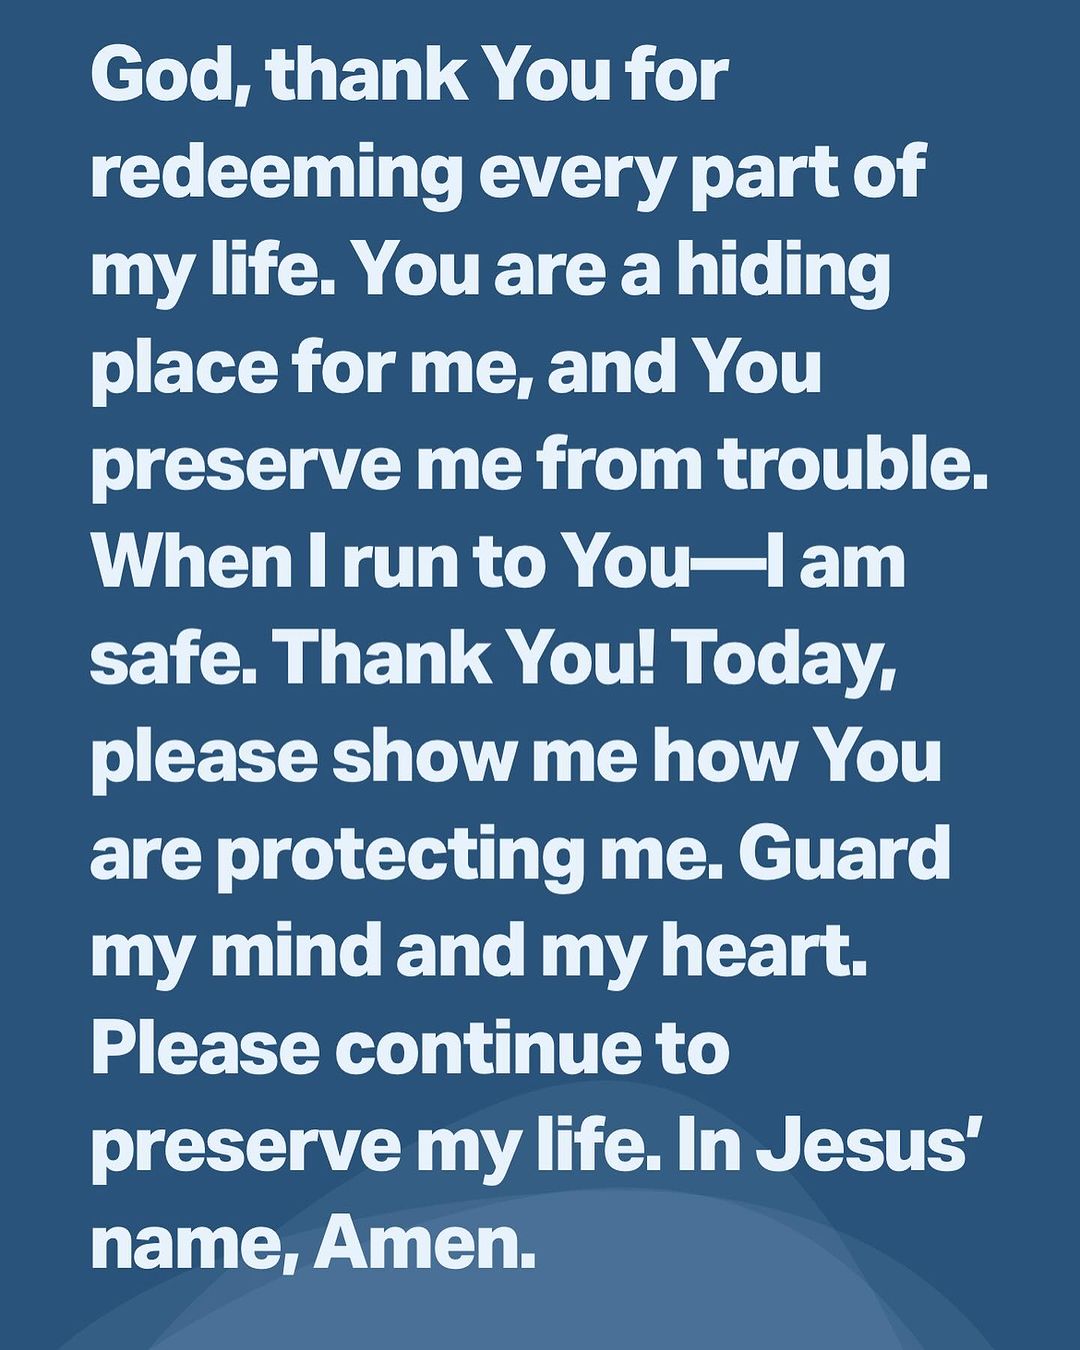 God, thank You for
redeeming every part of
my life. You are a hiding
place for me, and You
preserve me from trouble.
When I run to You—I am
safe. Thank You! Today,
please show me how You
are protecting me. Guard
my mind and my heart.
Please continue to
preserve my life. In Jesus’
name, Amen.